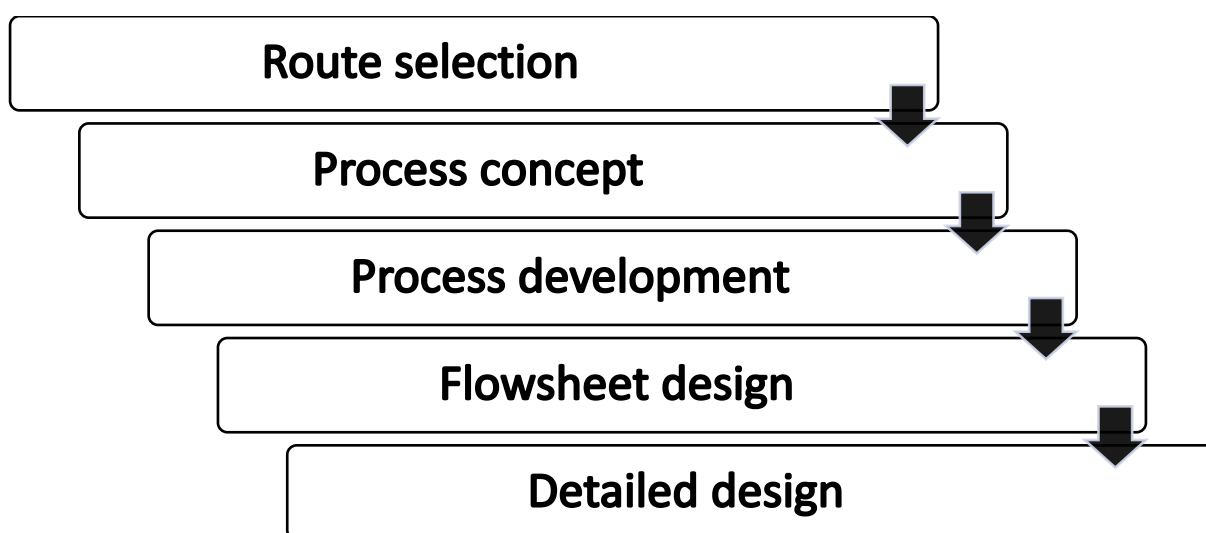 Route selection
Process concept
Process development
Flowsheet design
Detailed design